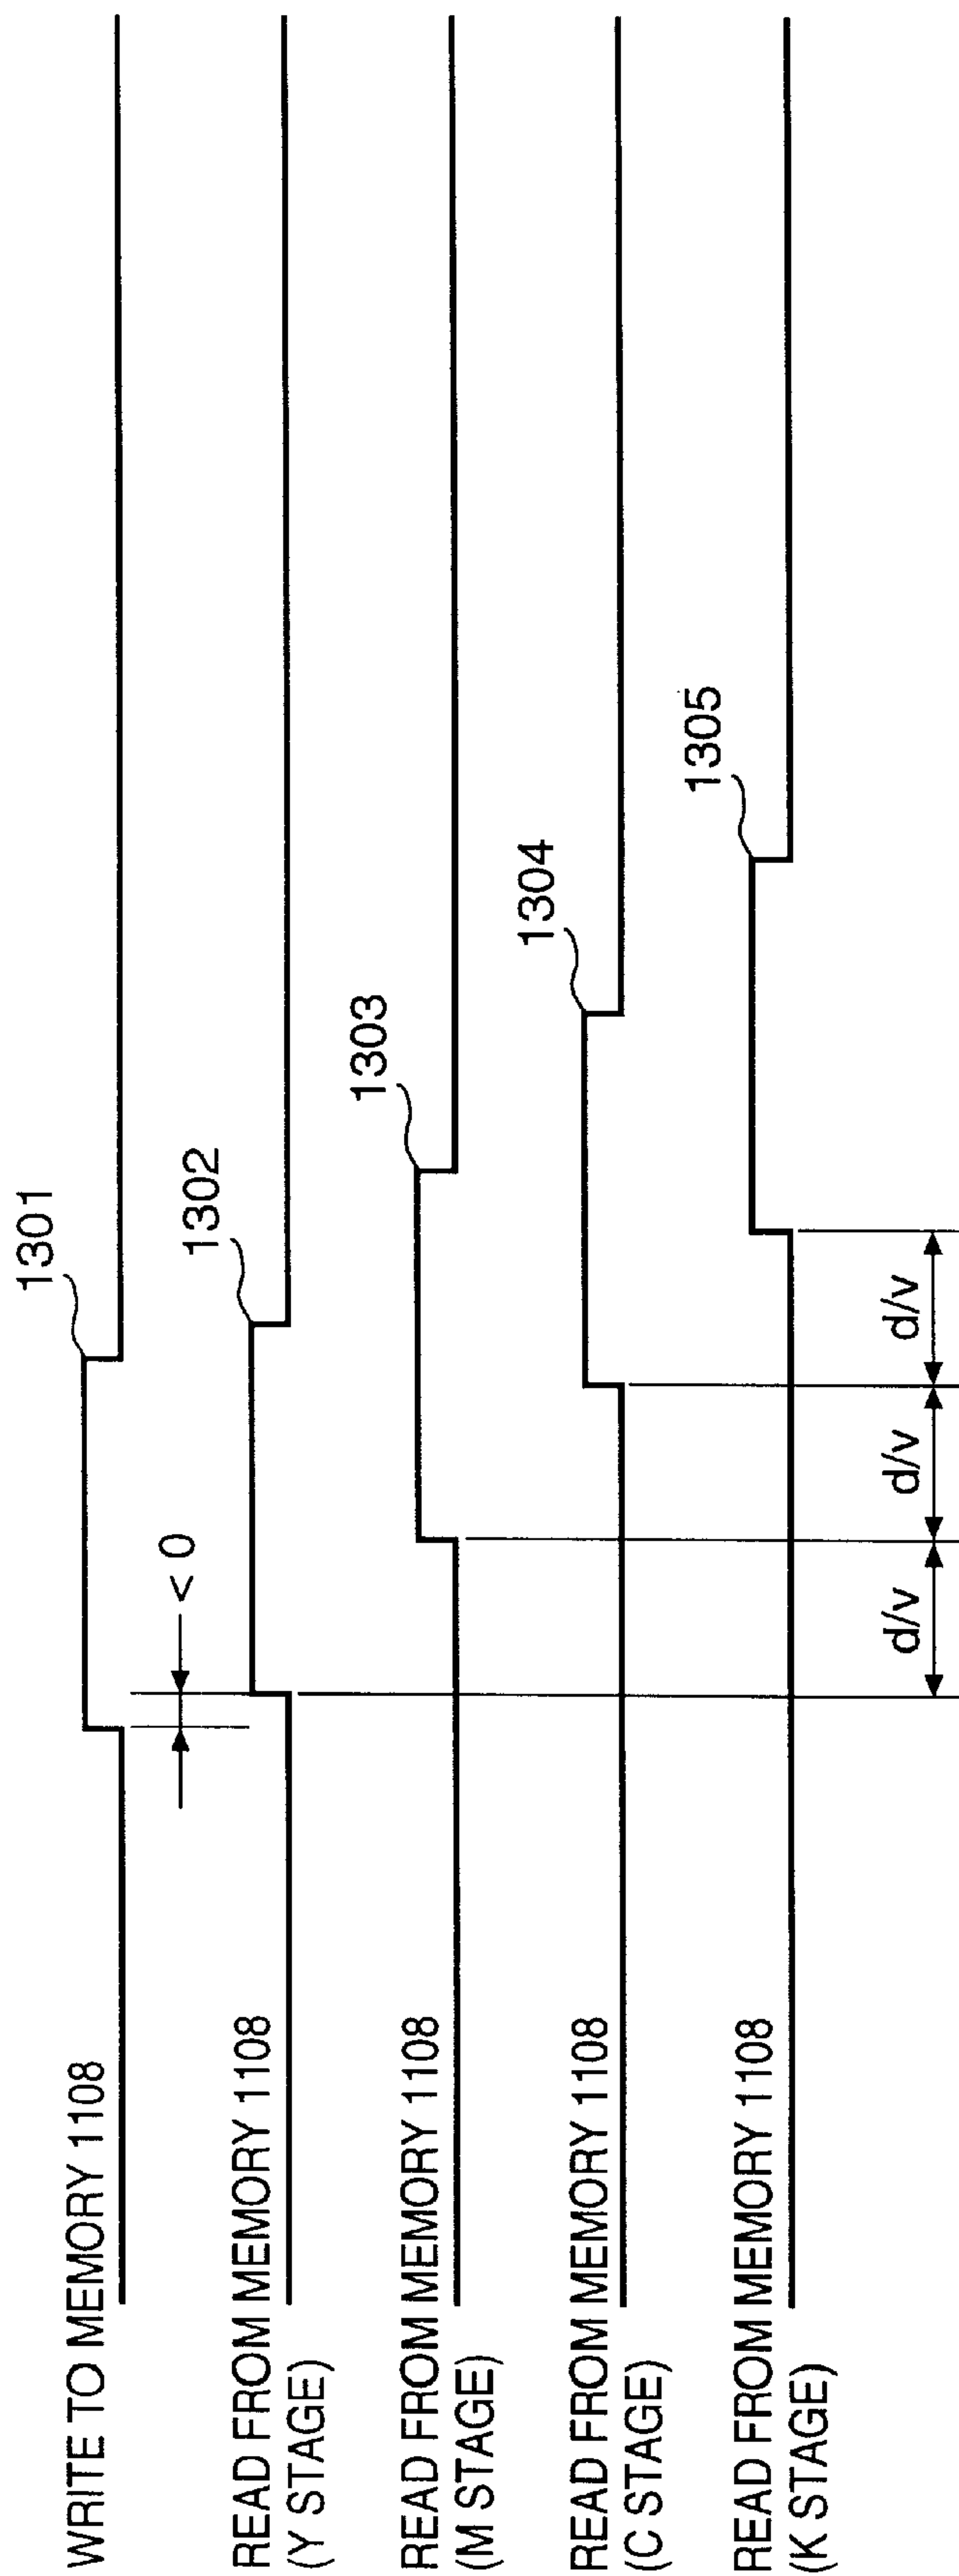 WRITE TO MEMORY 1108
1301
< 0
READ FROM MEMORY 1108
(Y STAGE)
1302
READ FROM MEMORY 1108
(M STAGE)
1303
READ FROM MEMORY 1108
(C STAGE)
1304
READ FROM MEMORY 1108
(K STAGE)
1305
d/v
d/v
d/v